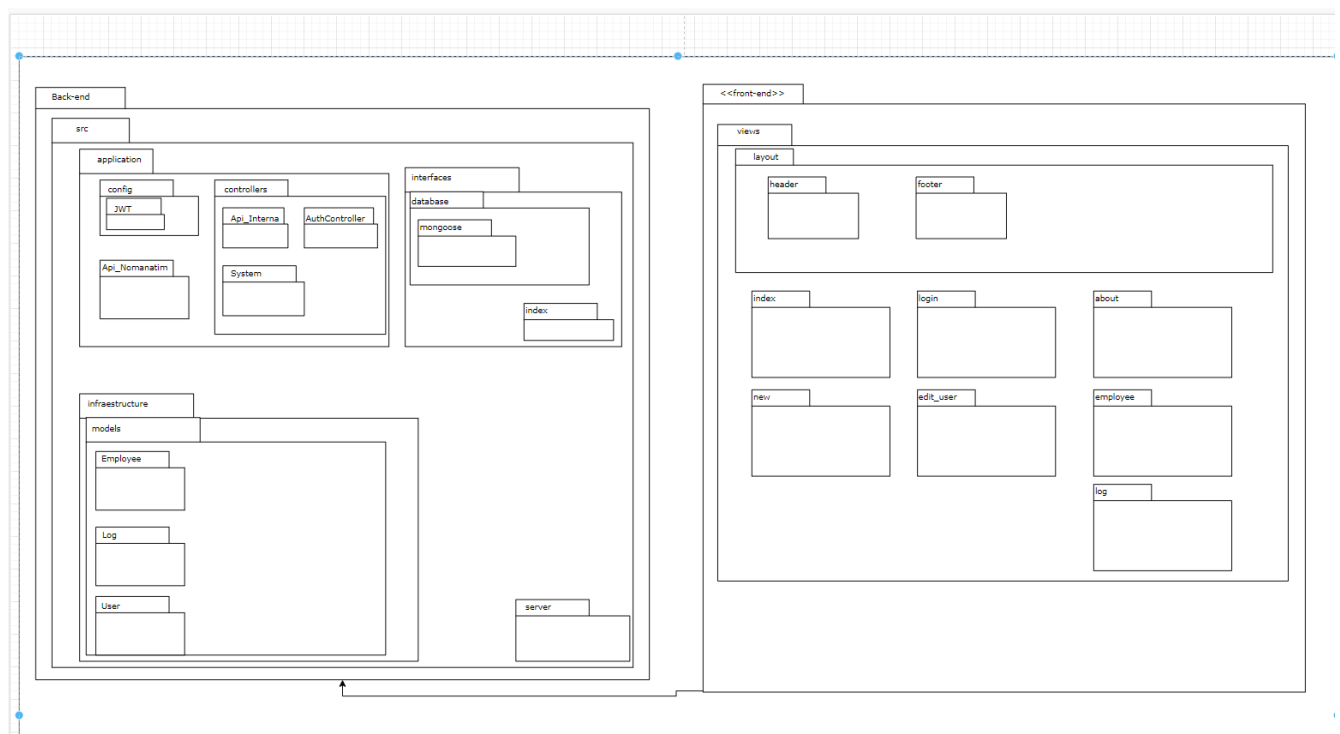 Back-end
src
application
config
JWT
controllers
Api_Interna
AuthController
Api_Nomanatim
System
interfaces
database
mongoose
index
infraestructure
models
Employee
Log
User
server
<<front-end>>
views
layout
header
footer
index
login
about
new
edit_user
employee
log